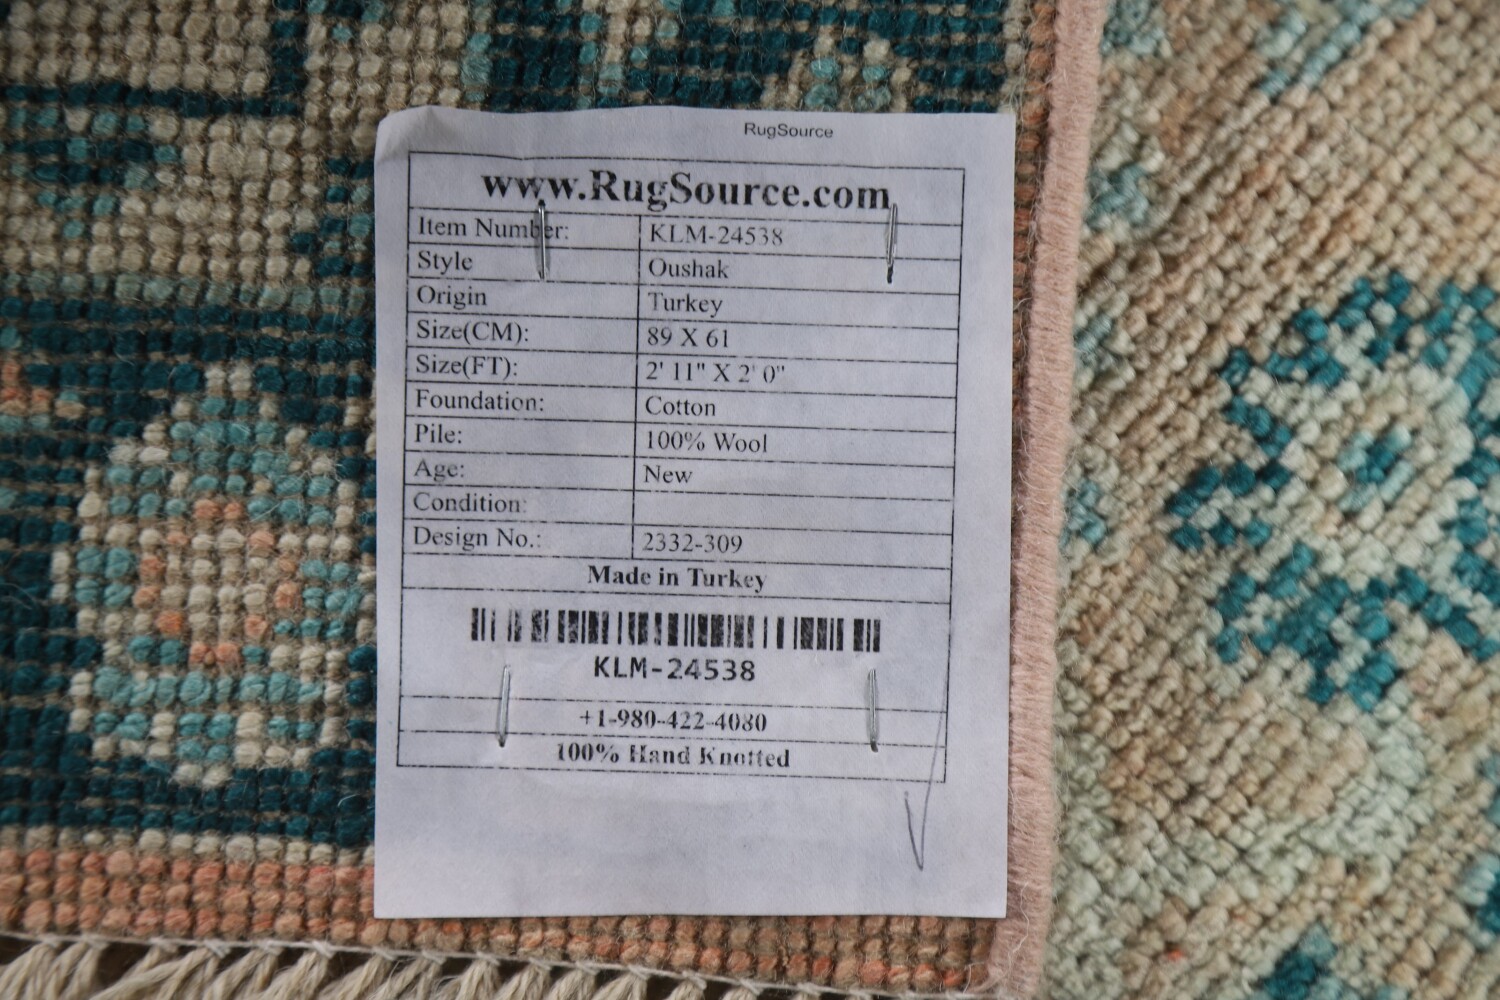 RugSource
www.RugSource.com
Item Number: KLM-24538
Style Oushak
Origin Turkey
Size(CM): 89 X 61
Size(FT): 2' 11" X 2' 0"
Foundation: Cotton
Pile: 100% Wool
Age: New
Condition:
Design No.: 2332-309
Made in Turkey
KLM-24538
+1-980-422-4080
100% Hand Knotted